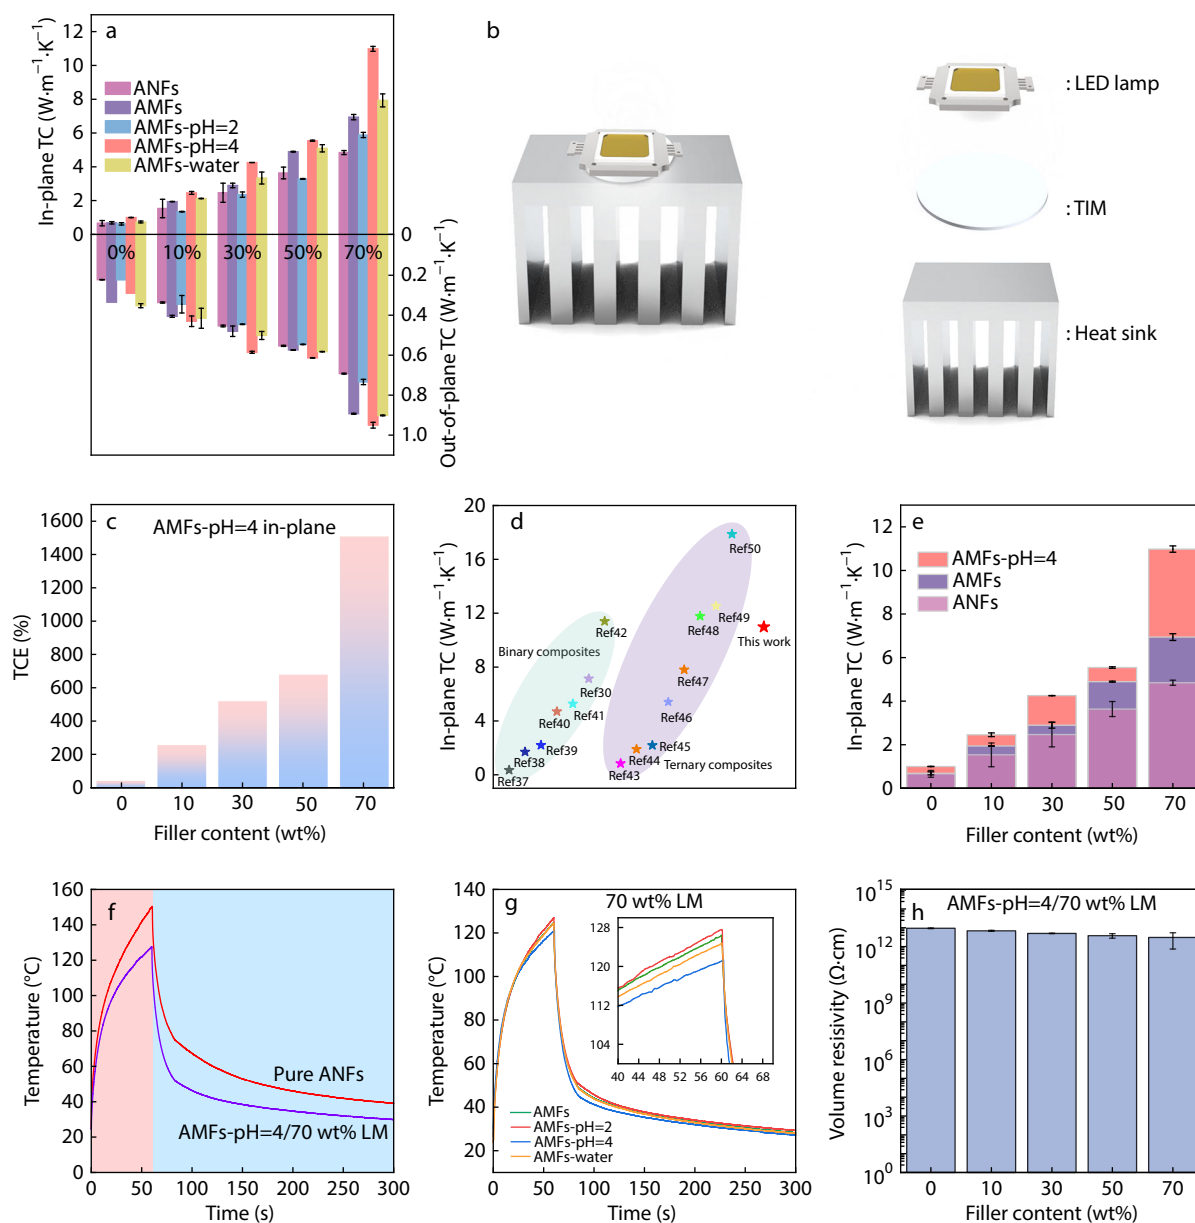 a
In-plane TC (W·m⁻¹·K⁻¹)
12
10
8
6
4
2
0
ANFs
AMFs
AMFs-pH=2
AMFs-pH=4
AMFs-water
0% 10% 30% 50% 70%
0
0.2
0.4
0.6
0.8
1.0
Out-of-plane TC (W·m⁻¹·K⁻¹)
b
: LED lamp
: TIM
: Heat sink
c
AMFs-pH=4 in-plane
TCE (%)
1600
1400
1200
1000
800
600
400
200
0
0 10 30 50 70
Filler content (wt%)
d
In-plane TC (W·m⁻¹·K⁻¹)
20
16
12
8
4
0
Ref50
Ref49
Ref48
This work
Ref42
Binary composites
Ref47
Ref30
Ref41
Ref46
Ref40
Ref39
Ref45
Ref38
Ref44
Ternary composites
Ref43
Ref37
e
In-plane TC (W·m⁻¹·K⁻¹)
12
10
8
6
4
2
0
AMFs-pH=4
AMFs
ANFs
0 10 30 50 70
Filler content (wt%)
f
Temperature (°C)
160
140
120
100
80
60
40
20
0
Pure ANFs
AMFs-pH=4/70 wt% LM
0 50 100 150 200 250 300
Time (s)
g
70 wt% LM
Temperature (°C)
140
120
100
80
60
40
20
128
120
112
104
40 44 48 52 56 60 64 68
AMFs
AMFs-pH=2
AMFs-pH=4
AMFs-water
0 50 100 150 200 250 300
Time (s)
h
AMFs-pH=4/70 wt% LM
Volume resisivity (Ω·cm)
10¹⁵
10¹²
10⁹
10⁶
10³
10⁰
0 10 30 50 70
Filler content (wt%)